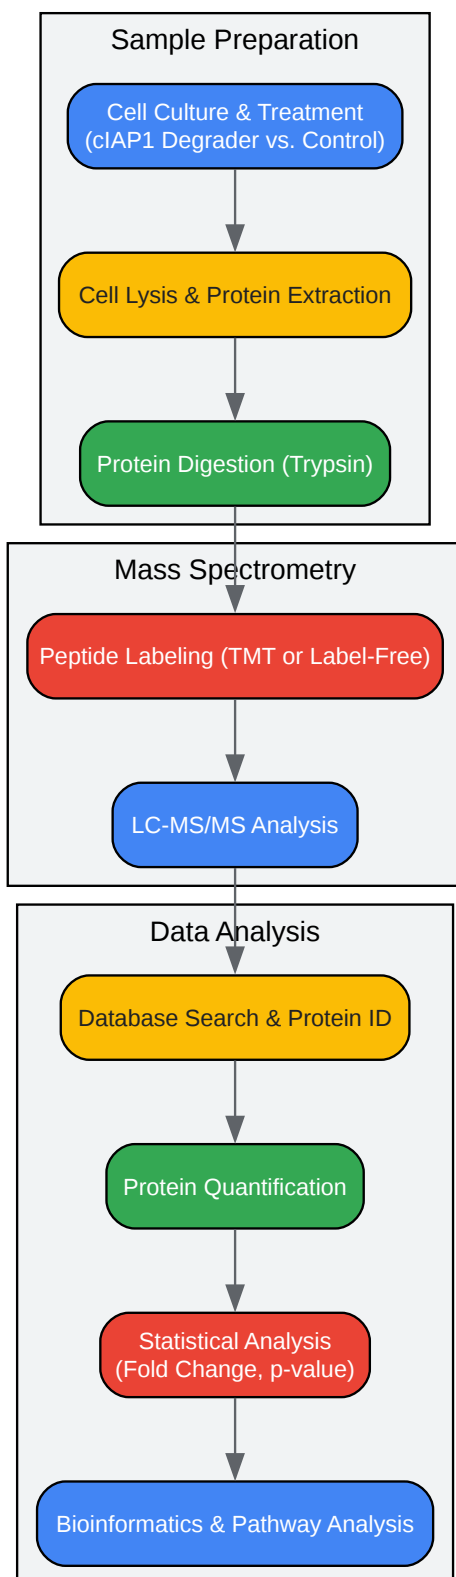 Sample Preparation
Cell Culture & Treatment
(cIAP1 Degrader vs. Control)
Cell Lysis & Protein Extraction
Protein Digestion (Trypsin)
Mass Spectrometry
Peptide Labeling (TMT or Label-Free)
LC-MS/MS Analysis
Data Analysis
Database Search & Protein ID
Protein Quantification
Statistical Analysis
(Fold Change, p-value)
Bioinformatics & Pathway Analysis